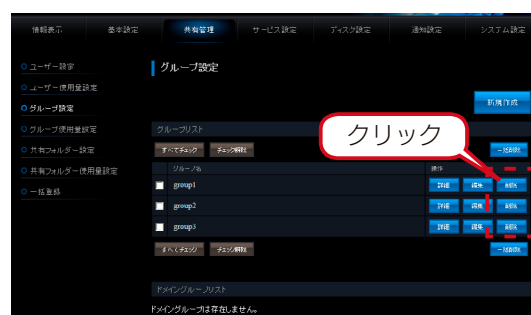 情報表示 基本設定 共有管理 サービス設定 ディスク設定 通知設定 システム設定
ユーザー設定
ユーザー使用量設定
グループ設定
グループ使用量設定
共有フォルダー設定
共有フォルダー使用量設定
一括登録
グループ設定
新規作成
グループリスト
クリック
すべてチェック チェック解除 一括削除
グループ名 操作
group1 詳細 編集 削除
group2 詳細 編集 削除
group3 詳細 編集 削除
すべてチェック チェック解除 一括削除
ドメイングループリスト
ドメイングループは存在しません。